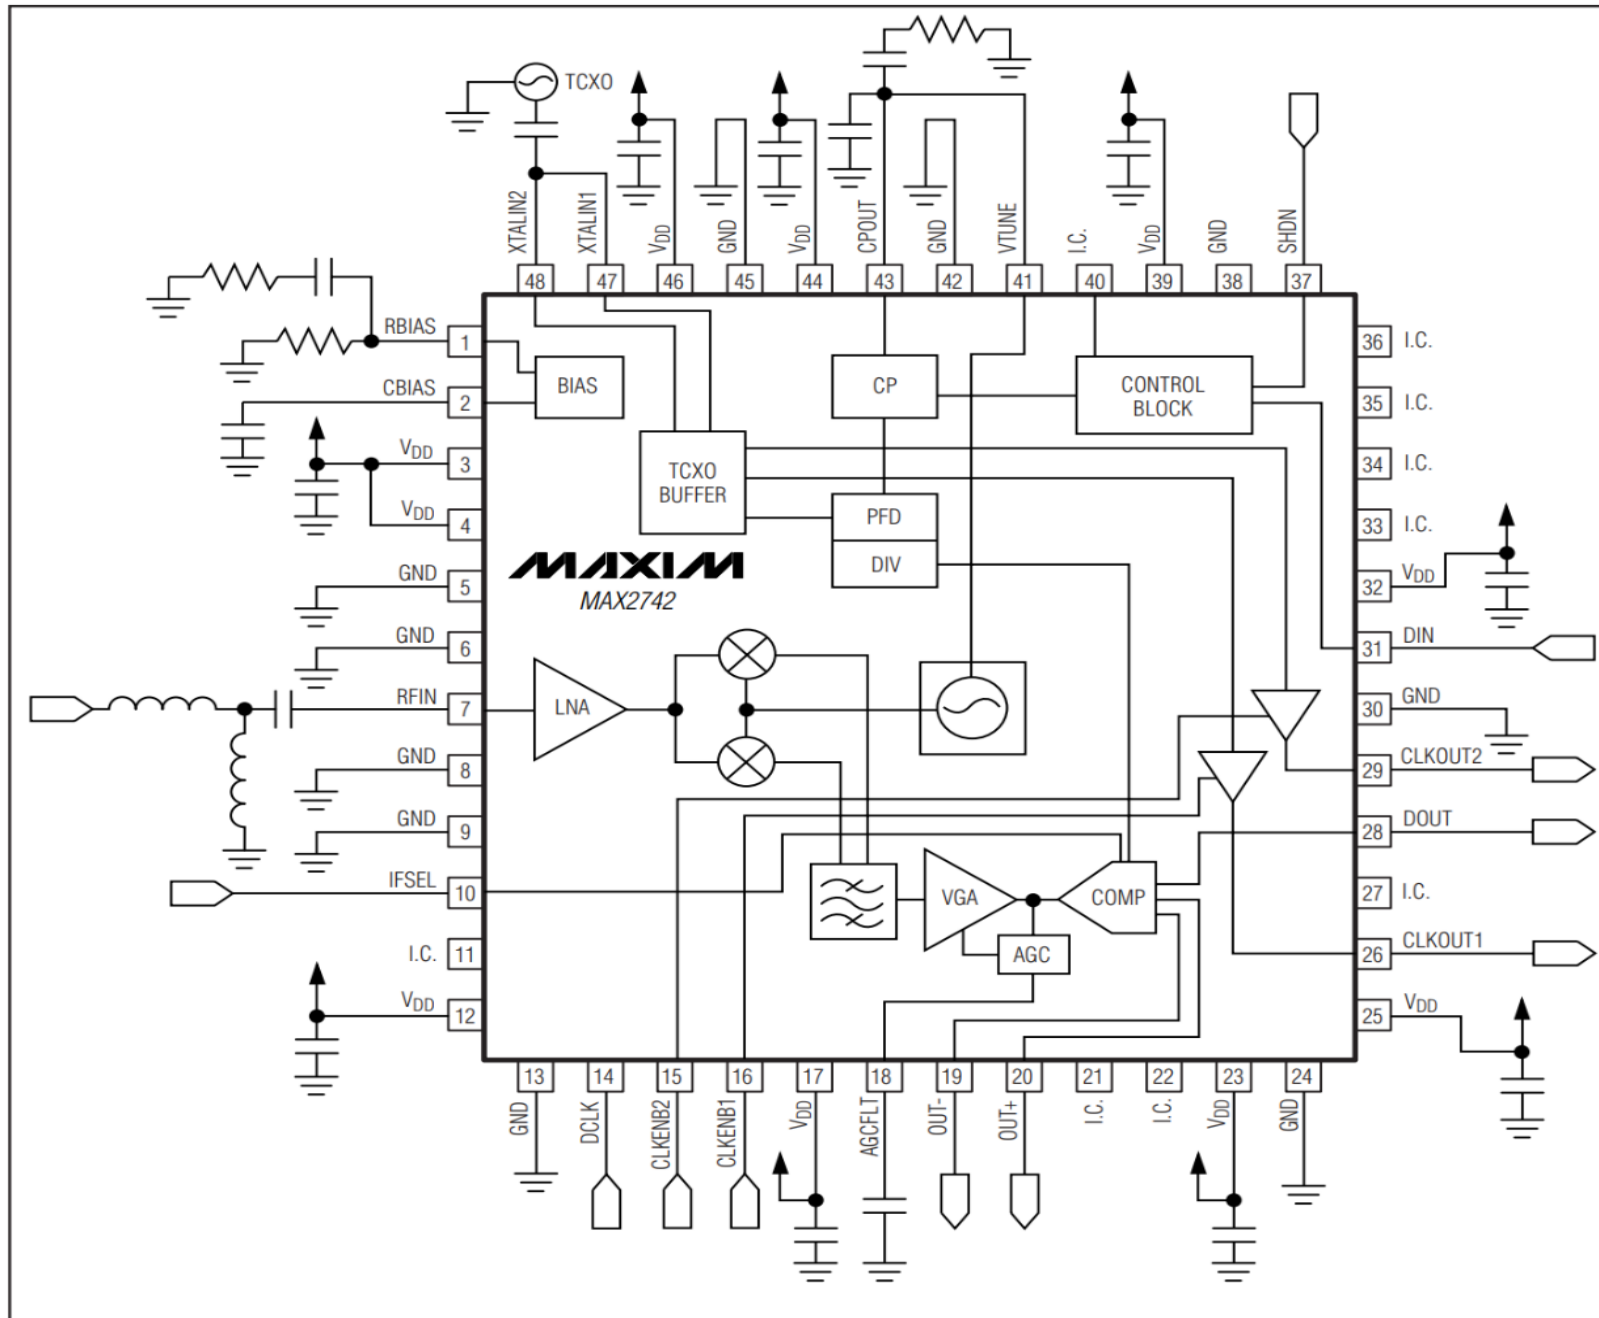 TCXO
XTALIN2
XTALIN1
VDD
GND
VDD
CPOUT
GND
VTUNE
I.C.
VDD
GND
SHDN
48
47
46
45
44
43
42
41
40
39
38
37
RBIAS
1
CBIAS
2
VDD
3
VDD
4
GND
5
GND
6
RFIN
7
GND
8
GND
9
IFSEL
10
I.C.
11
VDD
12
BIAS
CP
CONTROL
BLOCK
TCXO
BUFFER
PFD
DIV
MAXIM
MAX2742
LNA
VGA
COMP
AGC
36
I.C.
35
I.C.
34
I.C.
33
I.C.
32
VDD
31
DIN
30
GND
29
CLKOUT2
28
DOUT
27
I.C.
26
CLKOUT1
25
VDD
13
14
15
16
17
18
19
20
21
22
23
24
GND
DCLK
CLKENB2
CLKENB1
VDD
AGCFLT
OUT-
OUT+
I.C.
I.C.
VDD
GND